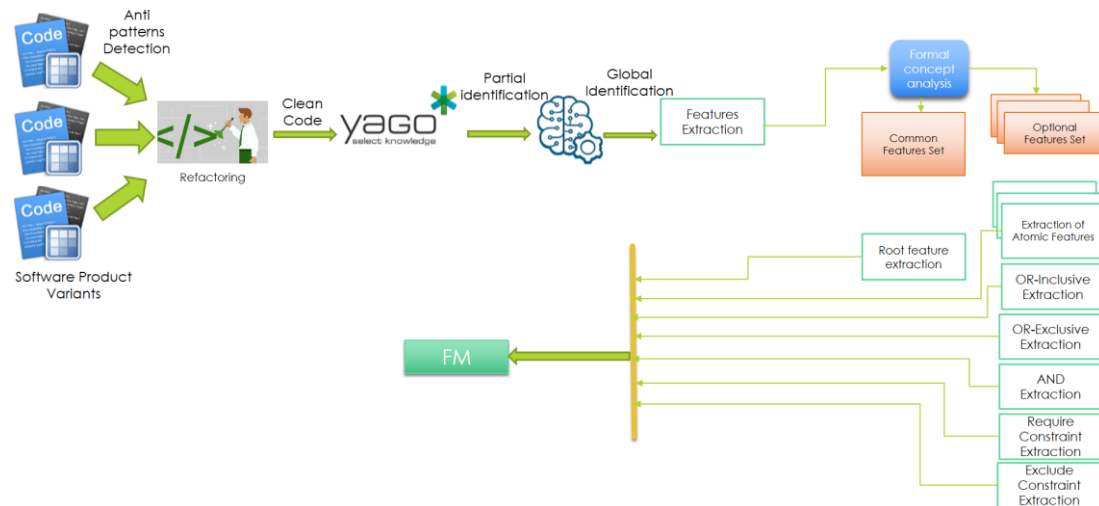 Code
Anti
patterns
Detection
Code
Code
Software Product
Variants
</>
Refactoring
Clean
Code
yago
select knowledge
Partial
identification
Global
Identification
Features
Extraction
Formal
concept
analysis
Common
Features Set
Optional
Features Set
Root feature
extraction
Extraction of
Atomic Features
OR-Inclusive
Extraction
OR-Exclusive
Extraction
AND
Extraction
Require
Constraint
Extraction
Exclude
Constraint
Extraction
FM